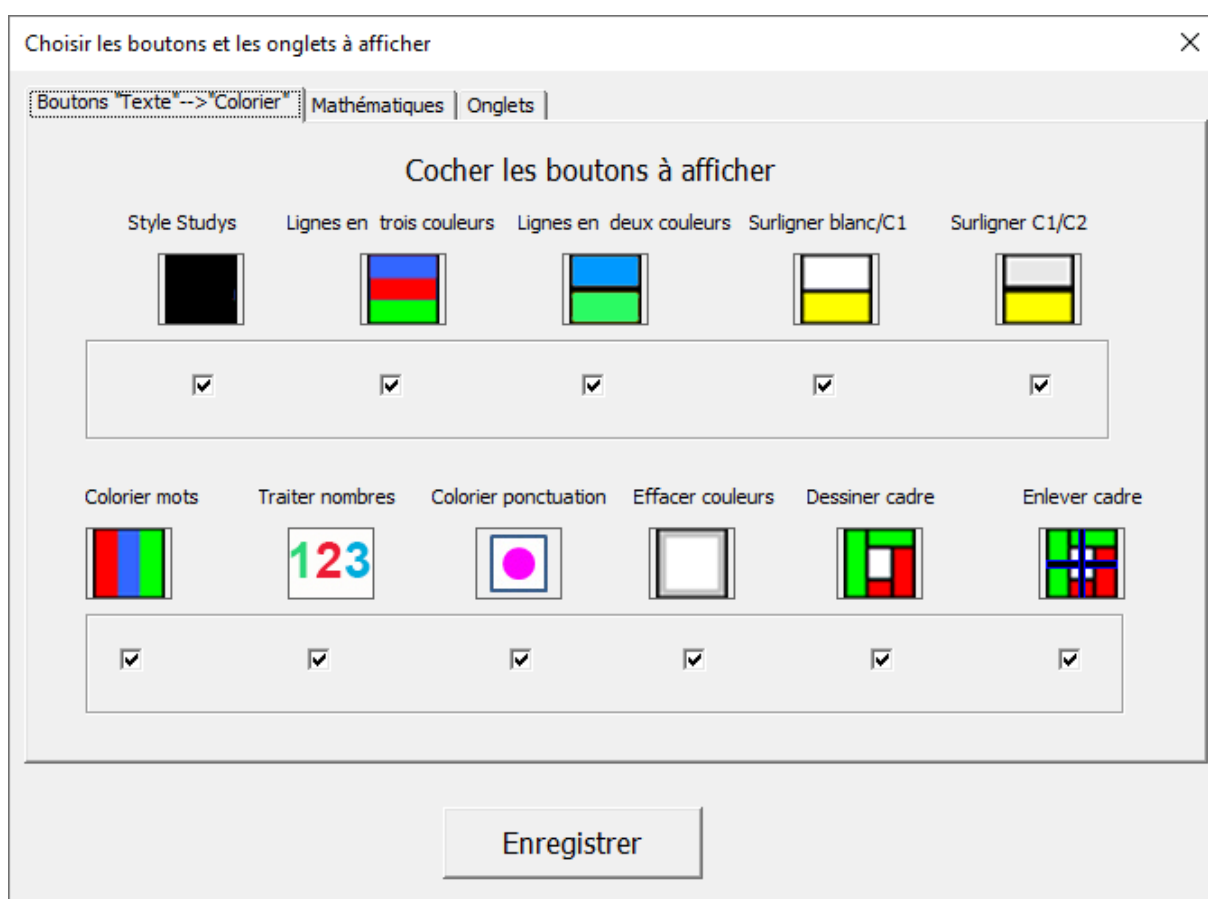 Choisir les boutons et les onglets à afficher
Boutons "Texte"-->"Colorier" Mathématiques Onglets
Cocher les boutons à afficher
Style Studys Lignes en trois couleurs Lignes en deux couleurs Surligner blanc/C1 Surligner C1/C2
Colorier mots Traiter nombres Colorier ponctuation Effacer couleurs Dessiner cadre Enlever cadre
123
Enregistrer